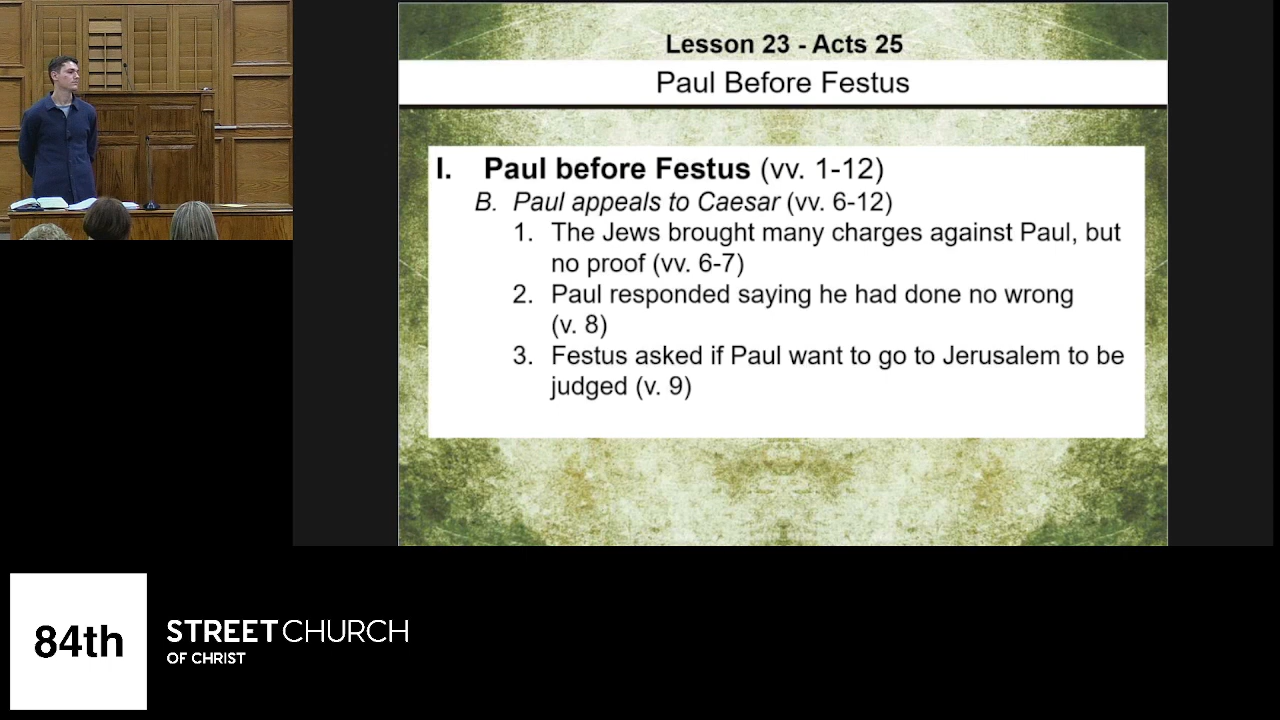 Lesson 23 - Acts 25
Paul Before Festus
I. Paul before Festus (vv. 1-12)
B. Paul appeals to Caesar (vv. 6-12)
1. The Jews brought many charges against Paul, but
no proof (vv. 6-7)
2. Paul responded saying he had done no wrong
(v. 8)
3. Festus asked if Paul want to go to Jerusalem to be
judged (v. 9)
84th
STREET CHURCH
OF CHRIST